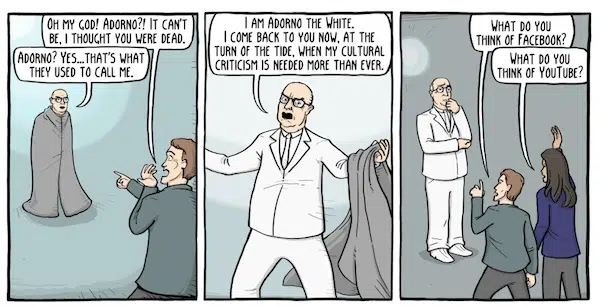 Oh my god! Adorno?! It can't
be, I thought you were dead.
Adorno? Yes...that's what
they used to call me.
I am Adorno the White.
I come back to you now, at the
turn of the tide, when my cultural
criticism is needed more than ever.
What do you
think of Facebook?
What do you
think of YouTube?